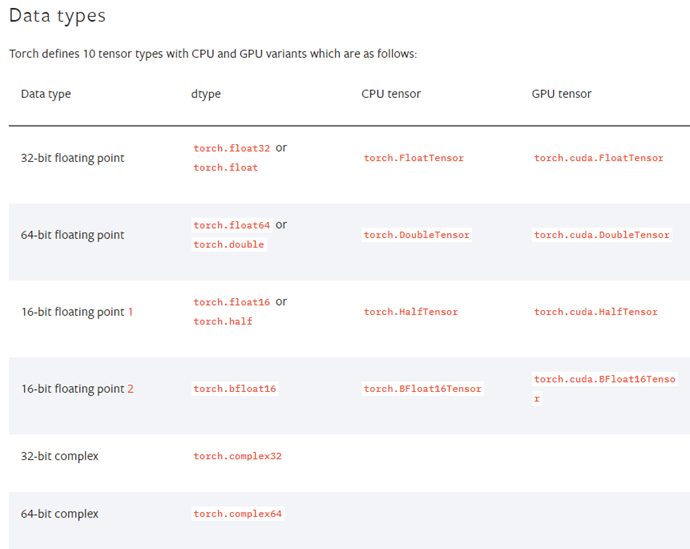 Data types
Torch defines 10 tensor types with CPU and GPU variants which are as follows:
Data type dtype CPU tensor GPU tensor
32-bit floating point torch.float32 or torch.float torch.FloatTensor torch.cuda.FloatTensor
64-bit floating point torch.float64 or torch.double torch.DoubleTensor torch.cuda.DoubleTensor
16-bit floating point 1 torch.float16 or torch.half torch.HalfTensor torch.cuda.HalfTensor
16-bit floating point 2 torch.bfloat16 torch.BFloat16Tensor torch.cuda.BFloat16Tensor
32-bit complex torch.complex32
64-bit complex torch.complex64